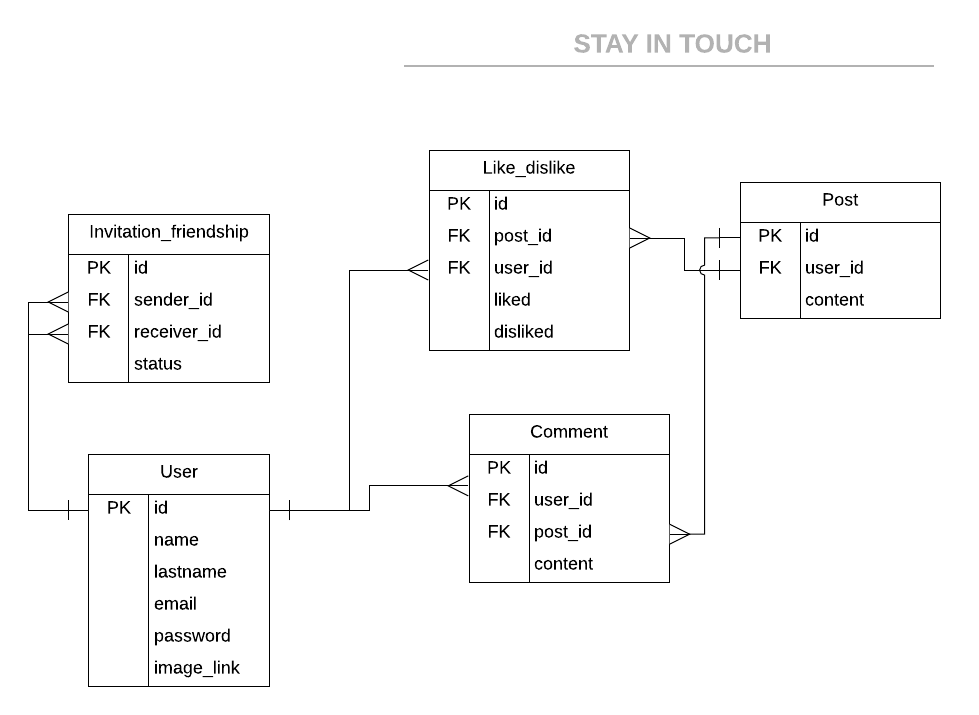 STAY IN TOUCH
Like_dislike
PK id
FK post_id
FK user_id
liked
disliked
Post
PK id
FK user_id
content
Invitation_friendship
PK id
FK sender_id
FK receiver_id
status
Comment
PK id
FK user_id
FK post_id
content
User
PK id
name
lastname
email
password
image_link